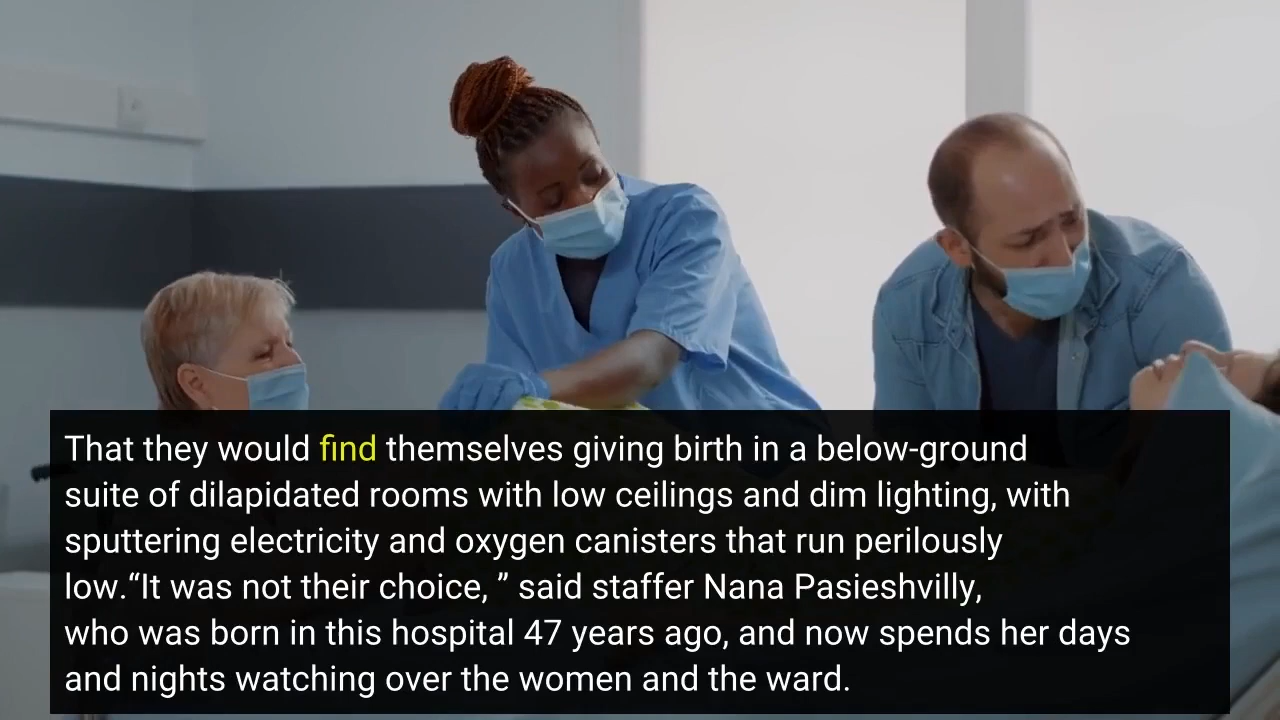 That they would find themselves giving birth in a below-ground
suite of dilapidated rooms with low ceilings and dim lighting, with
sputtering electricity and oxygen canisters that run perilously
low.“It was not their choice, ” said staffer Nana Pasieshvilly,
who was born in this hospital 47 years ago, and now spends her days
and nights watching over the women and the ward.